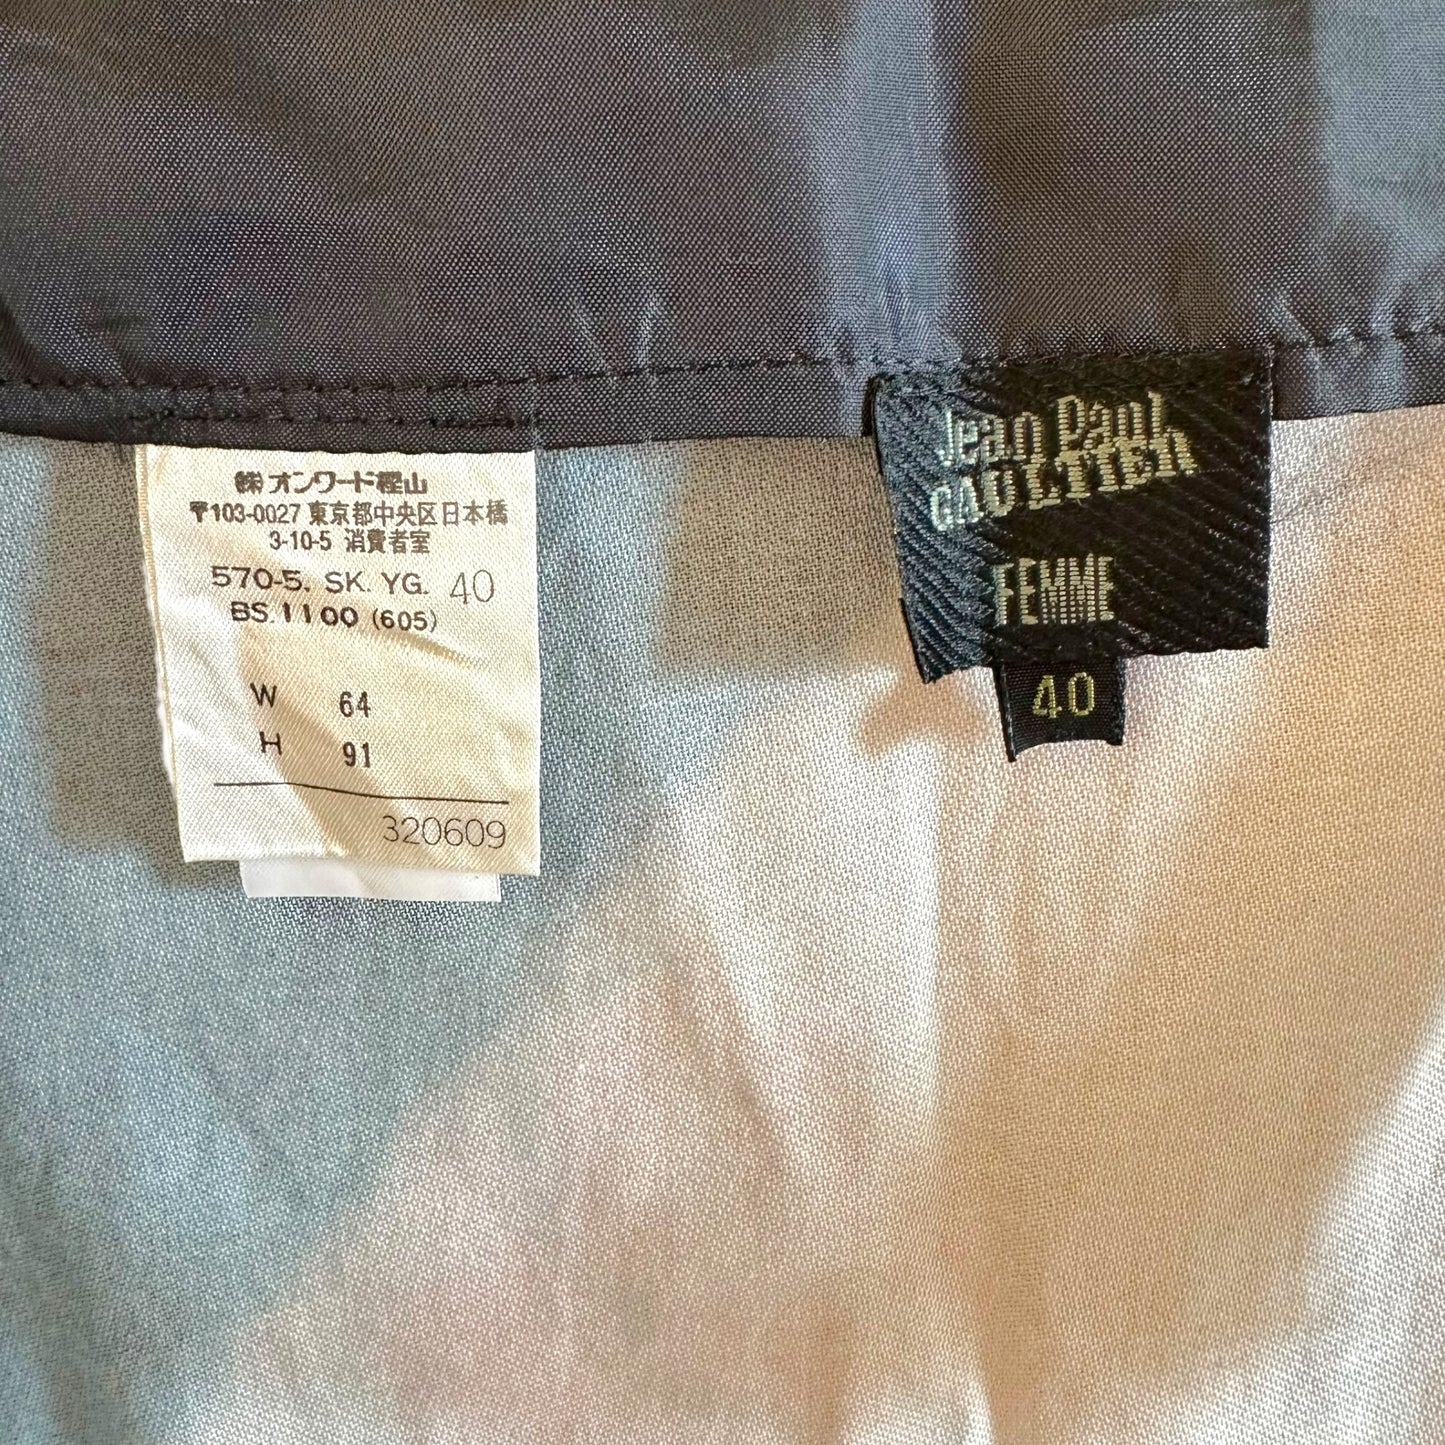 ㈱オンワード樫山
〒103-0027 東京都中央区日本橋
3-10-5 消費者室
570-5. SK. YG. 40
BS.1100 (605)
W 64
H 91
320609
Jean Paul
GAULTIER
FEMME
40